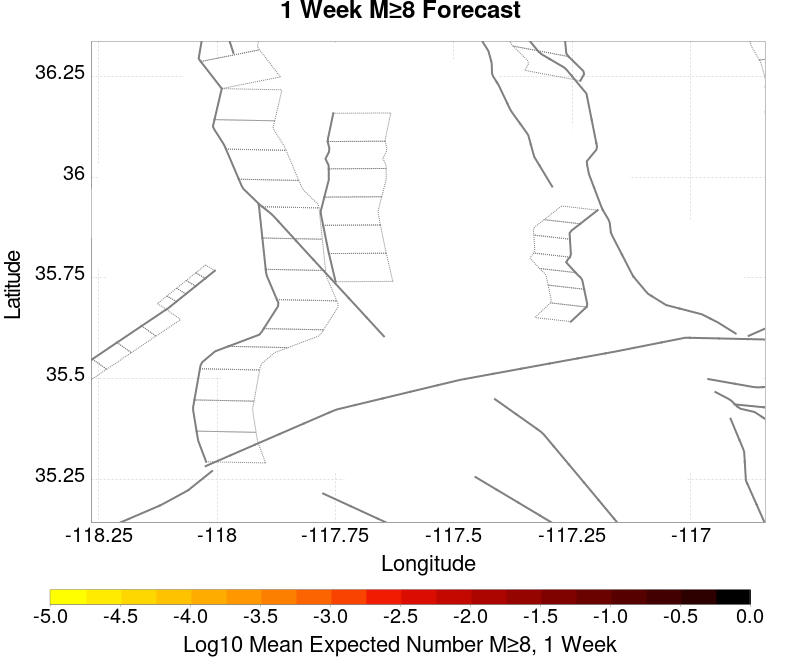 1 Week M≥8 Forecast
36.25
36
35.75
35.5
35.25
Latitude
-118.25 -118 -117.75 -117.5 -117.25 -117
Longitude
-5.0 -4.5 -4.0 -3.5 -3.0 -2.5 -2.0 -1.5 -1.0 -0.5 0.0
Log10 Mean Expected Number M≥8, 1 Week